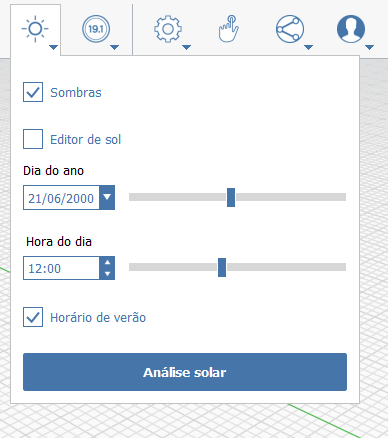 19.1
Sombras
Editor de sol
Dia do ano
21/06/2000
Hora do dia
12:00
Horário de verão
Análise solar